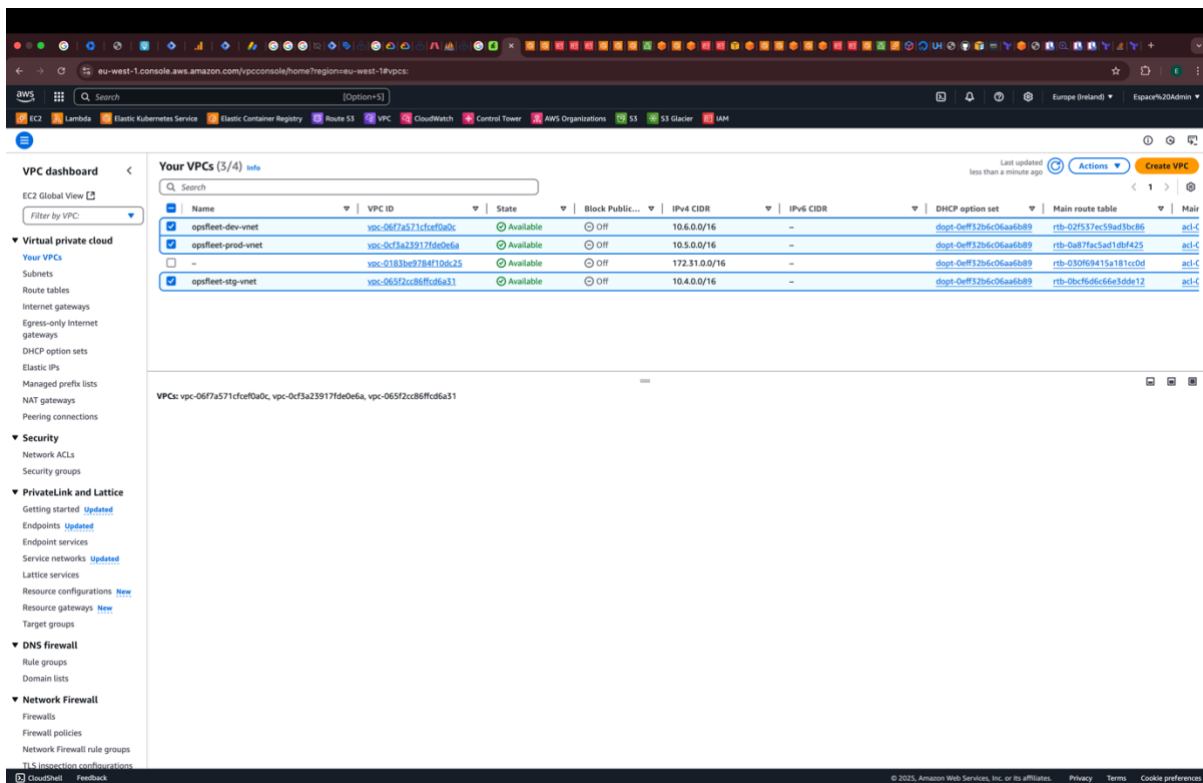 eu-west-1.console.aws.amazon.com/vpcconsole/home?region=eu-west-1#vpcs:
aws Search [Option+S] Europe (Ireland) Espace%20Admin
EC2 Lambda Elastic Kubernetes Service Elastic Container Registry Route 53 VPC CloudWatch Control Tower AWS Organizations S3 S3 Glacier IAM
VPC dashboard
EC2 Global View
Filter by VPC:
Virtual private cloud
Your VPCs
Subnets
Route tables
Internet gateways
Egress-only Internet
gateways
DHCP option sets
Elastic IPs
Managed prefix lists
NAT gateways
Peering connections
Security
Network ACLs
Security groups
PrivateLink and Lattice
Getting started Updated
Endpoints Updated
Endpoint services
Service networks Updated
Lattice services
Resource configurations New
Resource gateways New
Target groups
DNS firewall
Rule groups
Domain lists
Network Firewall
Firewalls
Firewall policies
Network Firewall rule groups
TLS inspection configurations
Your VPCs (3/4) Info
Last updated
less than a minute ago
Actions Create VPC
Search
1
Name VPC ID State Block Public... IPv4 CIDR IPv6 CIDR DHCP option set Main route table Mair
opsfleet-dev-vnet vpc-06f7a571cfcef0a0c Available Off 10.6.0.0/16 – dopt-0eff32b6c06aa6b89 rtb-02f537ec59ad3bc86 acl-0
opsfleet-prod-vnet vpc-0cf3a23917fde0e6a Available Off 10.5.0.0/16 – dopt-0eff32b6c06aa6b89 rtb-0a87fac5ad1dbf425 acl-0
– vpc-0183be9784f10dc25 Available Off 172.31.0.0/16 – dopt-0eff32b6c06aa6b89 rtb-030f69415a181cc0d acl-0
opsfleet-stg-vnet vpc-065f2cc86ffcd6a31 Available Off 10.4.0.0/16 – dopt-0eff32b6c06aa6b89 rtb-0bcf6d6c66e3dde12 acl-0
VPCs: vpc-06f7a571cfcef0a0c, vpc-0cf3a23917fde0e6a, vpc-065f2cc86ffcd6a31
CloudShell Feedback © 2025, Amazon Web Services, Inc. or its affiliates. Privacy Terms Cookie preferences